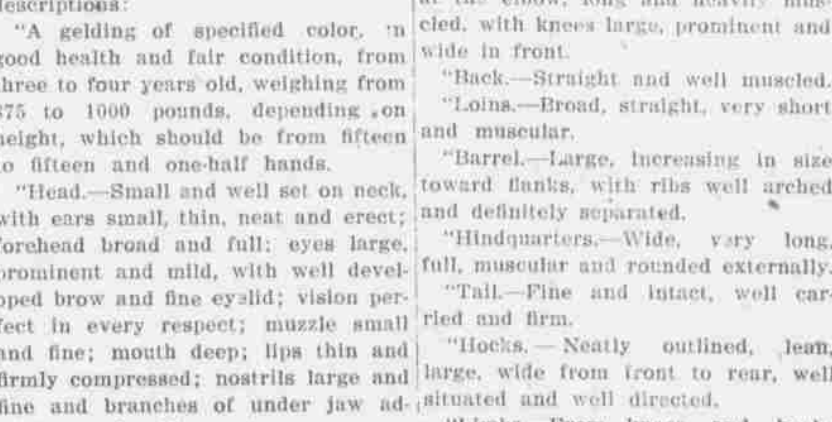 descriptions:
"A gelding of specified color, in
good health and fair condition, from
three to four years old, weighing from
875 to 1000 pounds, depending on
height, which should be from fifteen
to fifteen and one-half hands.
"Head.—Small and well set on neck,
with ears small, thin, neat and erect;
forehead broad and full; eyes large,
prominent and mild, with well devel-
oped brow and fine eyelid; vision per-
fect in every respect; muzzle small
and fine; mouth deep; lips thin and
firmly compressed; nostrils large and
fine and branches of under jaw ad-
at the elbow, long and heavily mus-
cled, with knees large, prominent and
wide in front.
"Back.—Straight and well muscled.
"Loins.—Broad, straight, very short
and muscular.
"Barrel.—Large, increasing in size
toward flanks, with ribs well arched
and definitely separated.
"Hindquarters.—Wide, very long,
full, muscular and rounded externally.
"Tail.—Fine and intact, well car-
ried and firm.
"Hocks.—Neatly outlined, lean,
large, wide from front to rear, well
situated and well directed.